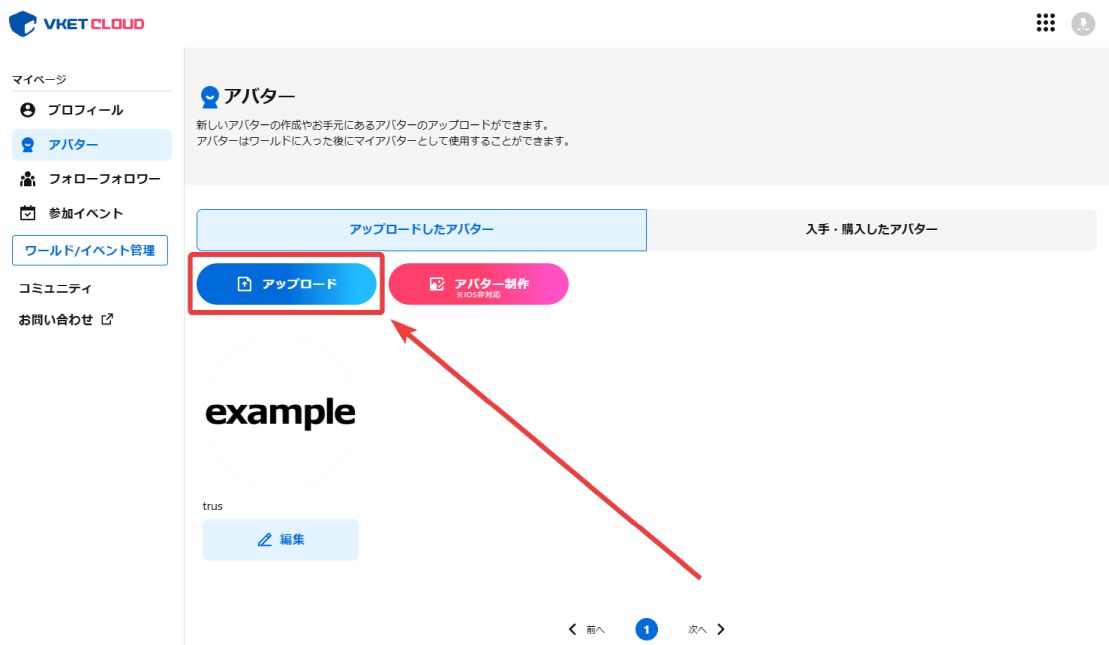 VKET CLOUD
マイページ
プロフィール
アバター
フォローフォロワー
参加イベント
ワールド/イベント管理
コミュニティ
お問い合わせ
アバター
新しいアバターの作成やお手元にあるアバターのアップロードができます。
アバターはワールドに入った後にマイアバターとして使用することができます。
アップロードしたアバター
入手・購入したアバター
アップロード
アバター制作
※iOS非対応
example
trus
編集
前へ
1
次へ